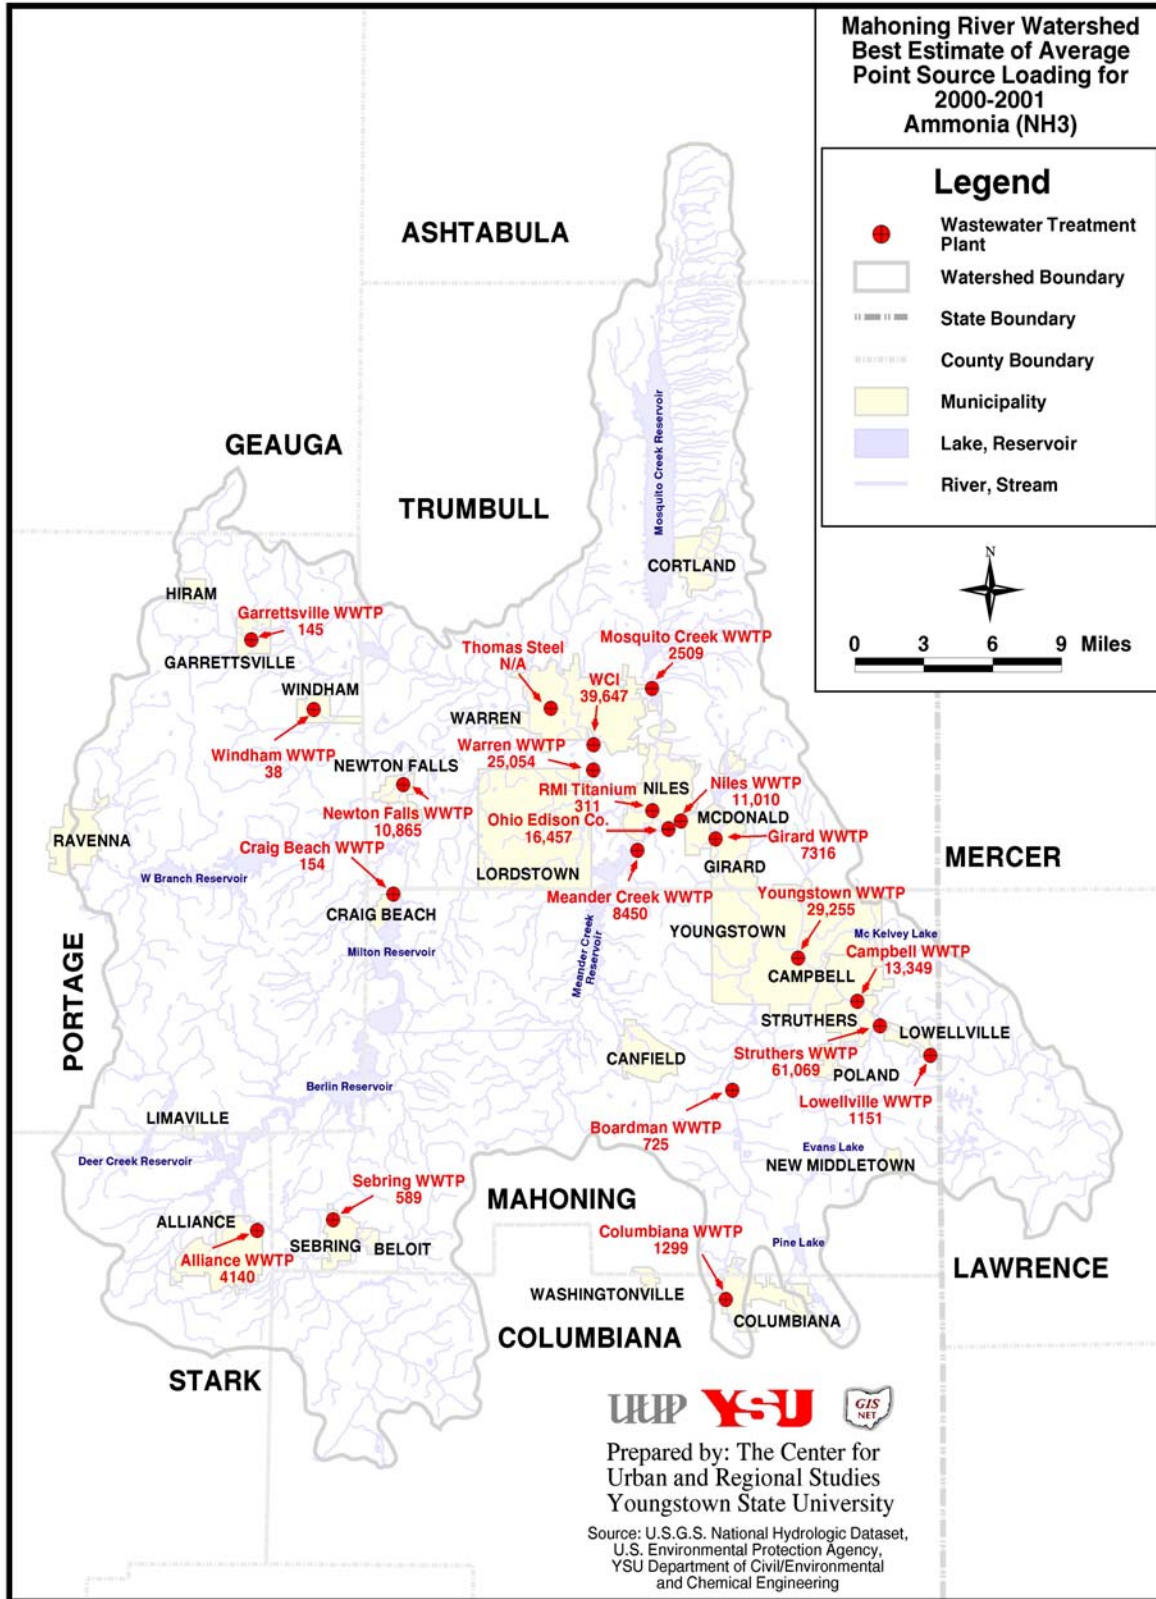 Mahoning River Watershed
Best Estimate of Average
Point Source Loading for
2000-2001
Ammonia (NH3)
Legend
Wastewater Treatment
Plant
Watershed Boundary
State Boundary
County Boundary
Municipality
Lake, Reservoir
River, Stream
N
0 3 6 9 Miles
ASHTABULA
GEAUGA
TRUMBULL
Mosquito Creek Reservoir
CORTLAND
HIRAM
Garrettsville WWTP
145
GARRETTSVILLE
Mosquito Creek WWTP
2509
Thomas Steel
N/A
WCI
39,647
WINDHAM
WARREN
Windham WWTP
38
Warren WWTP
25,054
NEWTON FALLS
Newton Falls WWTP
10,865
RMI Titanium
311
NILES
Niles WWTP
11,010
Ohio Edison Co.
16,457
MCDONALD
Girard WWTP
7316
GIRARD
RAVENNA
Craig Beach WWTP
154
W Branch Reservoir
LORDSTOWN
MERCER
CRAIG BEACH
Meander Creek WWTP
8450
Youngstown WWTP
29,255
YOUNGSTOWN
Mc Kelvey Lake
Milton Reservoir
Meander Creek
Reservoir
Campbell WWTP
13,349
CAMPBELL
PORTAGE
STRUTHERS
LOWELLVILLE
CANFIELD
Struthers WWTP
61,069
POLAND
Berlin Reservoir
Lowellville WWTP
1151
LIMAVILLE
Boardman WWTP
725
Evans Lake
Deer Creek Reservoir
NEW MIDDLETOWN
Sebring WWTP
589
MAHONING
ALLIANCE
SEBRING
BELOIT
Alliance WWTP
4140
Columbiana WWTP
1299
Pine Lake
LAWRENCE
WASHINGTONVILLE
COLUMBIANA
COLUMBIANA
STARK
UUP
YSU
GIS
NET
Prepared by: The Center for
Urban and Regional Studies
Youngstown State University
Source: U.S.G.S. National Hydrologic Dataset,
U.S. Environmental Protection Agency,
YSU Department of Civil/Environmental
and Chemical Engineering